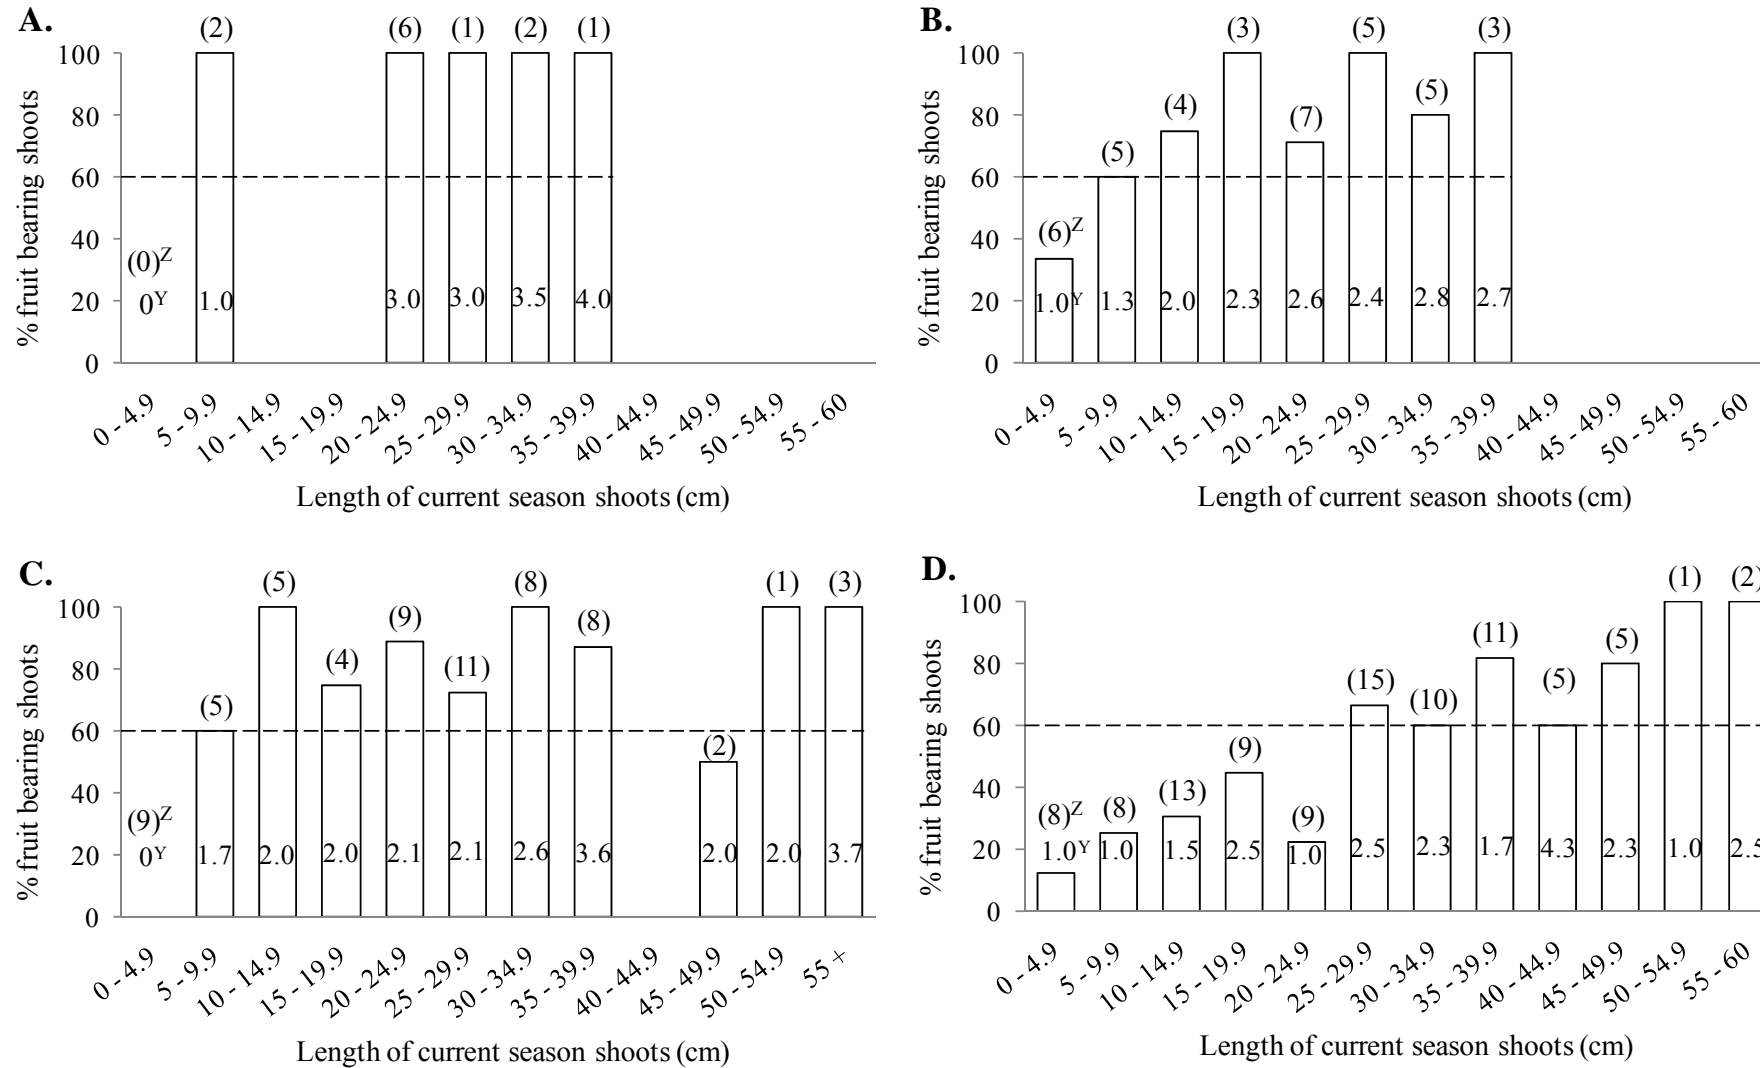 A.
(2) (6) (1) (2) (1)
100
80
60
40
20
0
% fruit bearing shoots
(0)Z
0Y 1.0 3.0 3.0 3.5 4.0
0 - 4.9
5 - 9.9
10 - 14.9
15 - 19.9
20 - 24.9
25 - 29.9
30 - 34.9
35 - 39.9
40 - 44.9
45 - 49.9
50 - 54.9
55 - 60
Length of current season shoots (cm)
B.
(6)Z (5) (4) (3) (7) (5) (5) (3)
100
80
60
40
20
0
% fruit bearing shoots
1.0Y 1.3 2.0 2.3 2.6 2.4 2.8 2.7
0 - 4.9
5 - 9.9
10 - 14.9
15 - 19.9
20 - 24.9
25 - 29.9
30 - 34.9
35 - 39.9
40 - 44.9
45 - 49.9
50 - 54.9
55 - 60
Length of current season shoots (cm)
C.
(9)Z (5) (5) (4) (9) (11) (8) (8) (2) (1) (3)
100
80
60
40
20
0
% fruit bearing shoots
0Y 1.7 2.0 2.0 2.1 2.1 2.6 3.6 2.0 2.0 3.7
0 - 4.9
5 - 9.9
10 - 14.9
15 - 19.9
20 - 24.9
25 - 29.9
30 - 34.9
35 - 39.9
40 - 44.9
45 - 49.9
50 - 54.9
55 +
Length of current season shoots (cm)
D.
(8)Z (8) (13) (9) (9) (15) (10) (11) (5) (5) (1) (2)
100
80
60
40
20
0
% fruit bearing shoots
1.0Y 1.0 1.5 2.5 1.0 2.5 2.3 1.7 4.3 2.3 1.0 2.5
0 - 4.9
5 - 9.9
10 - 14.9
15 - 19.9
20 - 24.9
25 - 29.9
30 - 34.9
35 - 39.9
40 - 44.9
45 - 49.9
50 - 54.9
55 - 60
Length of current season shoots (cm)